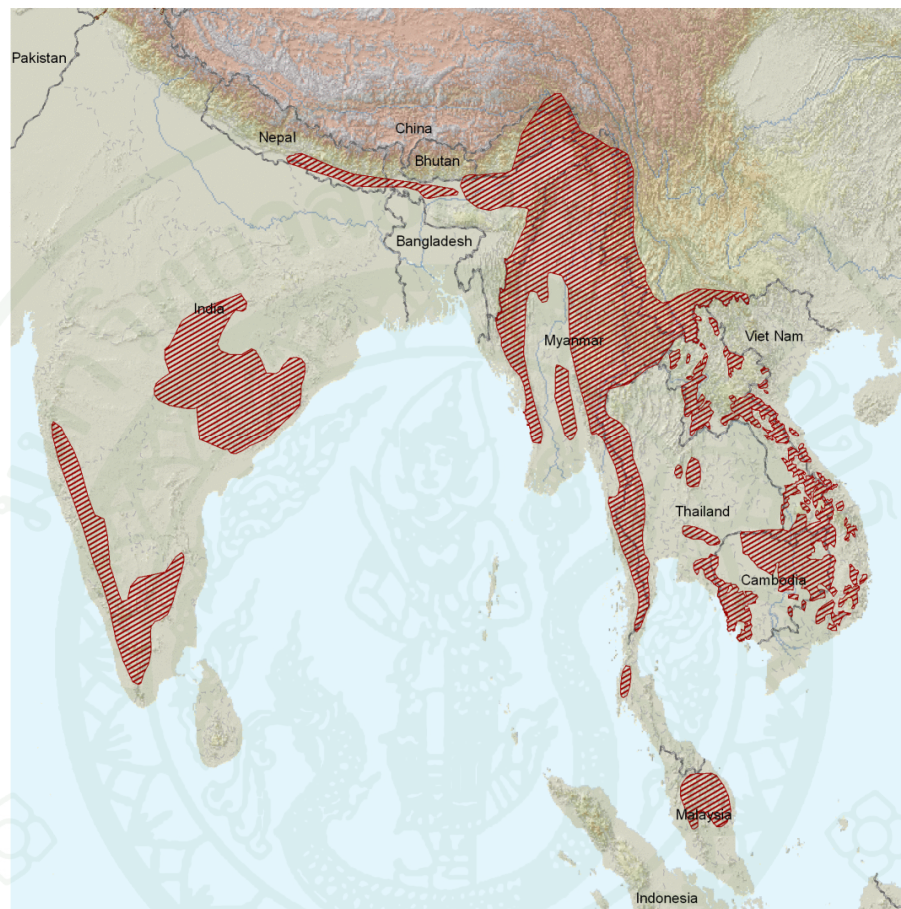 Pakistan
China
Nepal
Bhutan
Bangladesh
India
Viet Nam
Myanmar
Thailand
Cambodia
Malaysia
Indonesia